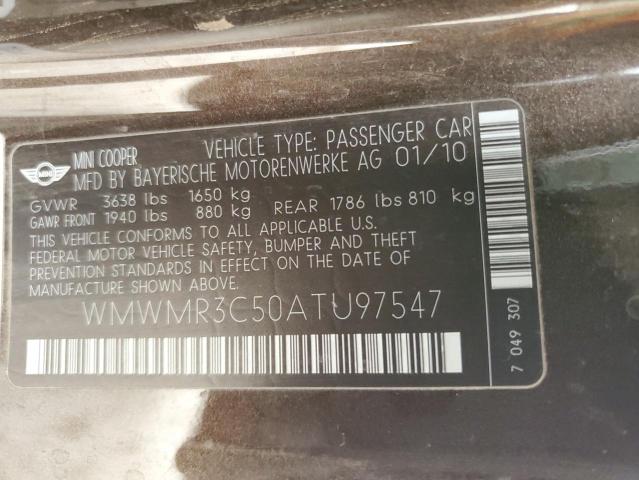 MINI
MINI COOPER
VEHICLE TYPE: PASSENGER CAR
MFD BY BAYERISCHE MOTORENWERKE AG 01/10
GVWR 3638 lbs 1650 kg
GAWR FRONT 1940 lbs 880 kg REAR 1786 lbs 810 kg
THIS VEHICLE CONFORMS TO ALL APPLICABLE U.S.
FEDERAL MOTOR VEHICLE SAFETY, BUMPER AND THEFT
PREVENTION STANDARDS IN EFFECT ON THE DATE OF
MANUFACTURE SHOWN ABOVE.
WMWMR3C50ATU97547
7 049 307